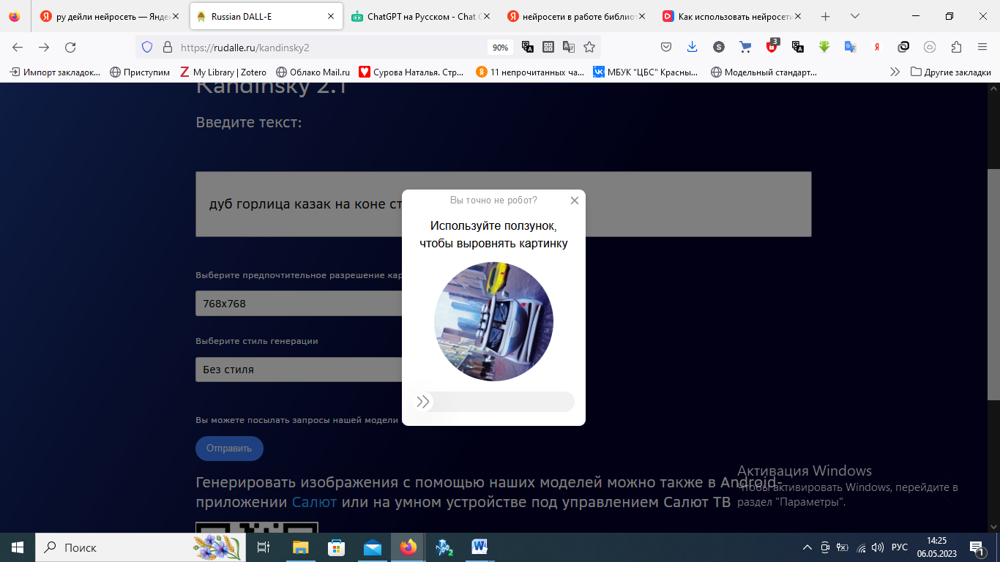 ру дейли нейросеть — Янде
Russian DALL-E
ChatGPT на Русском - Chat G
нейросети в работе библиот
Как использовать нейросети
https://rudalle.ru/kandinsky2
90%
3
S
Я
Импорт закладок...
Приступим
My Library | Zotero
Облако Mail.ru
Сурова Наталья. Стр...
11 непрочитанных ча...
МБУК "ЦБС" Красны...
Модельный стандарт...
Другие закладки
Kandinsky 2.1
Введите текст:
дуб горлица казак на коне ст
Вы точно не робот?
Используйте ползунок,
чтобы выровнять картинку
Выберите предпочтительное разрешение кар
768x768
Выберите стиль генерации
Без стиля
Вы можете посылать запросы нашей модели
Отправить
Генерировать изображения с помощью наших моделей можно также в Android-
приложении Салют или на умном устройстве под управлением Салют ТВ
Активация Windows
Чтобы активировать Windows, перейдите в
раздел "Параметры".
Поиск
РУС
14:25
06.05.2023
1